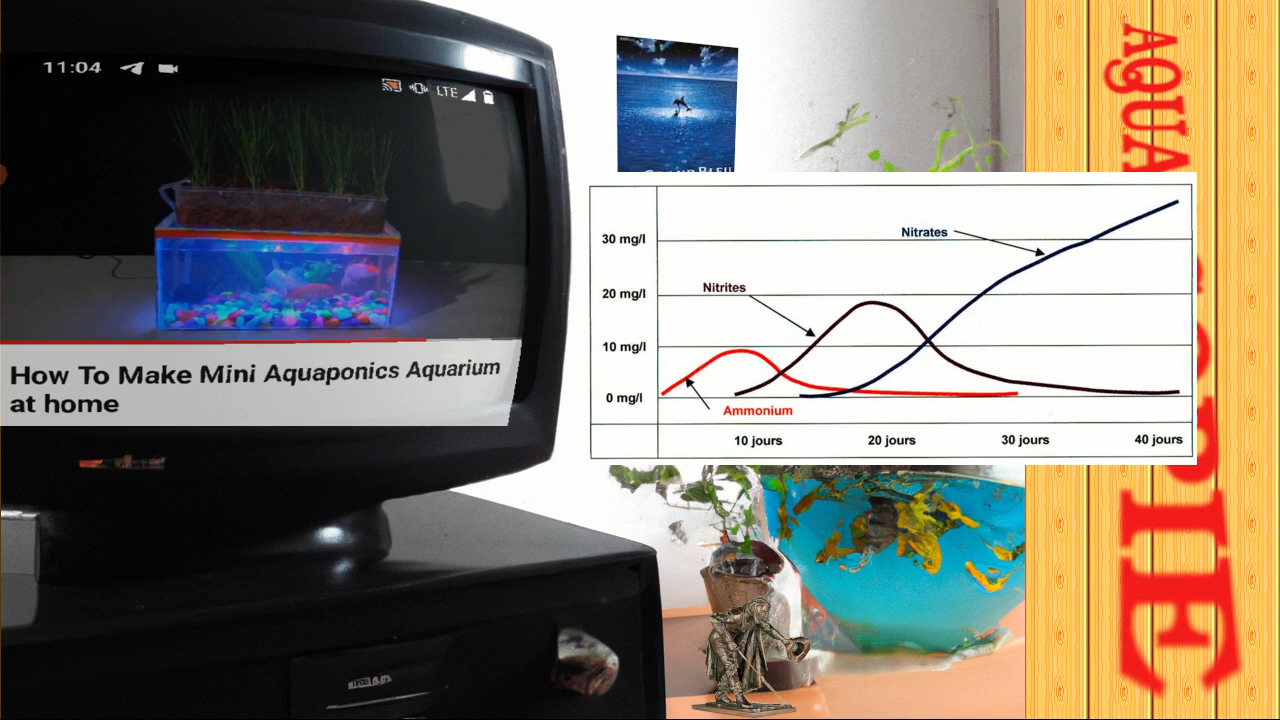 11:04
LTE
How To Make Mini Aquaponics Aquarium
at home
30 mg/l
20 mg/l
10 mg/l
0 mg/l
Nitrates
Nitrites
Ammonium
10 jours
20 jours
30 jours
40 jours
AQUA